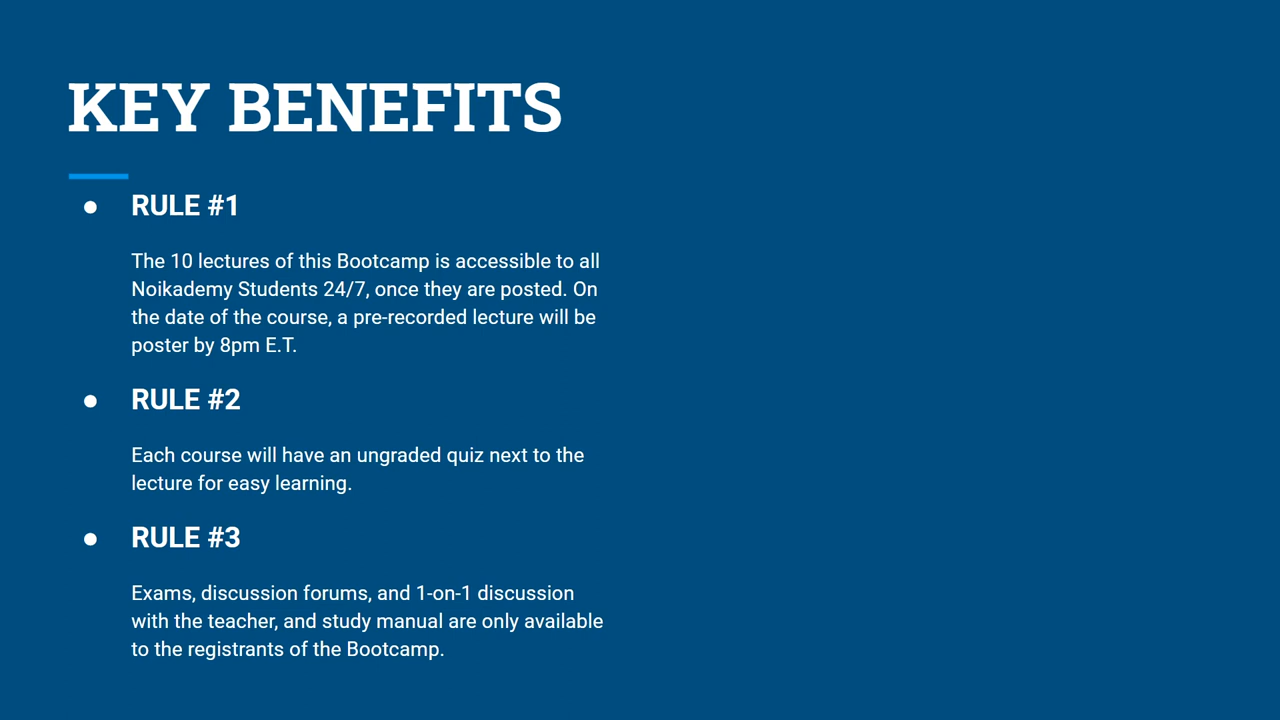 KEY BENEFITS
● RULE #1
The 10 lectures of this Bootcamp is accessible to all
Noikademy Students 24/7, once they are posted. On
the date of the course, a pre-recorded lecture will be
poster by 8pm E.T.
● RULE #2
Each course will have an ungraded quiz next to the
lecture for easy learning.
● RULE #3
Exams, discussion forums, and 1-on-1 discussion
with the teacher, and study manual are only available
to the registrants of the Bootcamp.